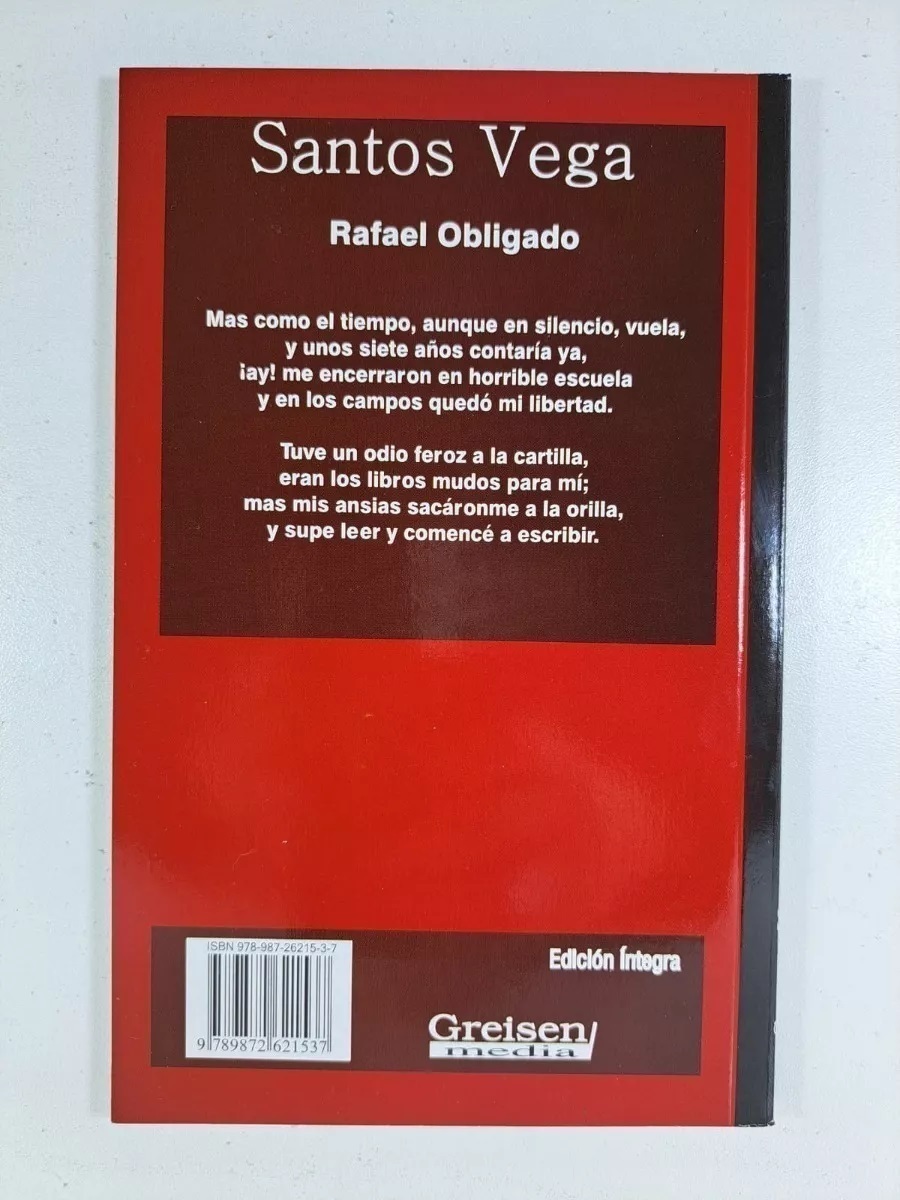 Santos Vega
Rafael Obligado
Mas como el tiempo, aunque en silencio, vuela,
y unos siete años contaría ya,
¡ay! me encerraron en horrible escuela
y en los campos quedó mi libertad.
Tuve un odio feroz a la cartilla,
eran los libros mudos para mí;
mas mis ansias sacáronme a la orilla,
y supe leer y comencé a escribir.
ISBN 978-987-26215-3-7
9 789872 621537
Edición Íntegra
Greisen
media